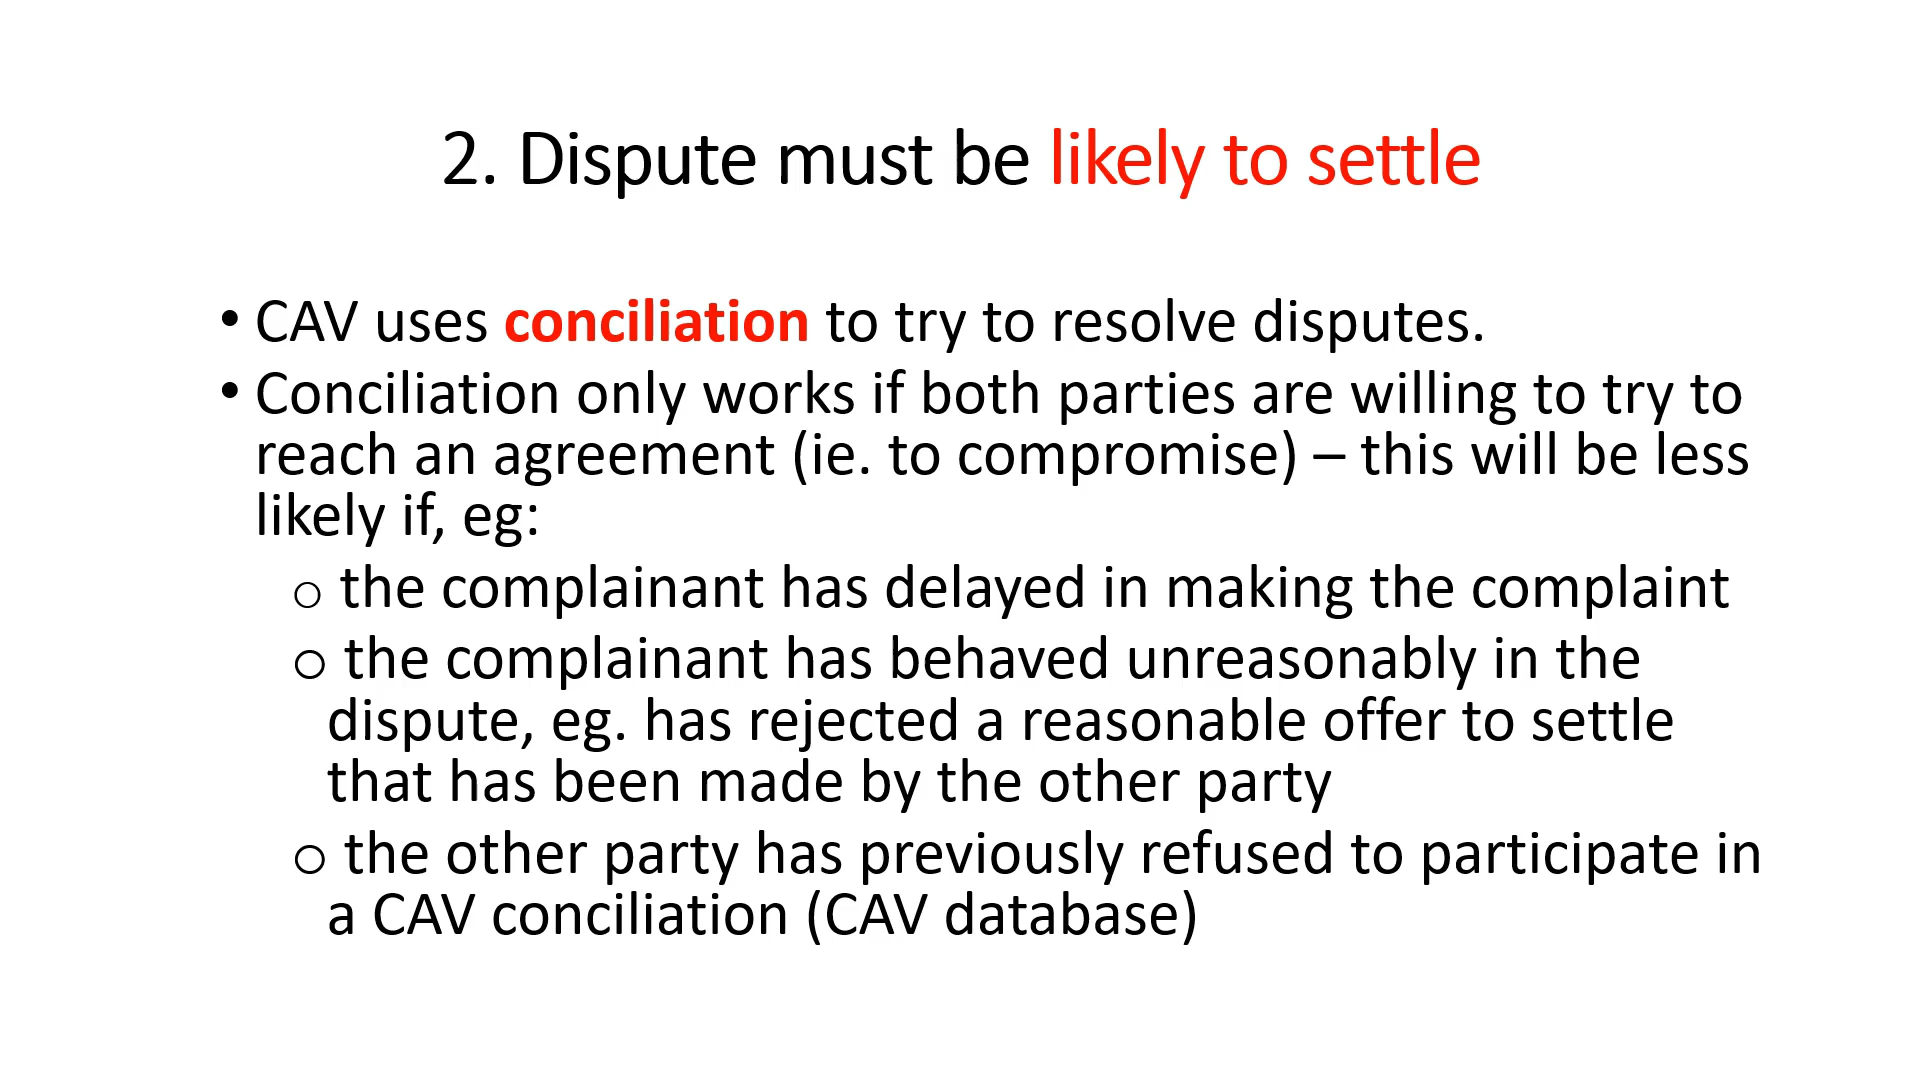 2. Dispute must be likely to settle
• CAV uses conciliation to try to resolve disputes.
• Conciliation only works if both parties are willing to try to
reach an agreement (ie. to compromise) – this will be less
likely if, eg:
o the complainant has delayed in making the complaint
o the complainant has behaved unreasonably in the
dispute, eg. has rejected a reasonable offer to settle
that has been made by the other party
o the other party has previously refused to participate in
a CAV conciliation (CAV database)